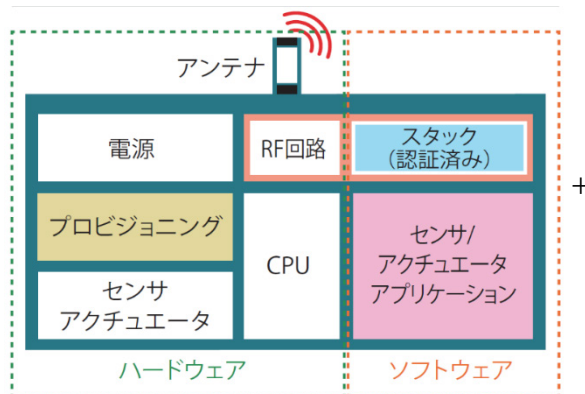 アンテナ
電源
RF回路
スタック
(認証済み)
プロビジョニング
CPU
センサ/
アクチュエータ
アプリケーション
センサ
アクチュエータ
ハードウェア
ソフトウェア
+